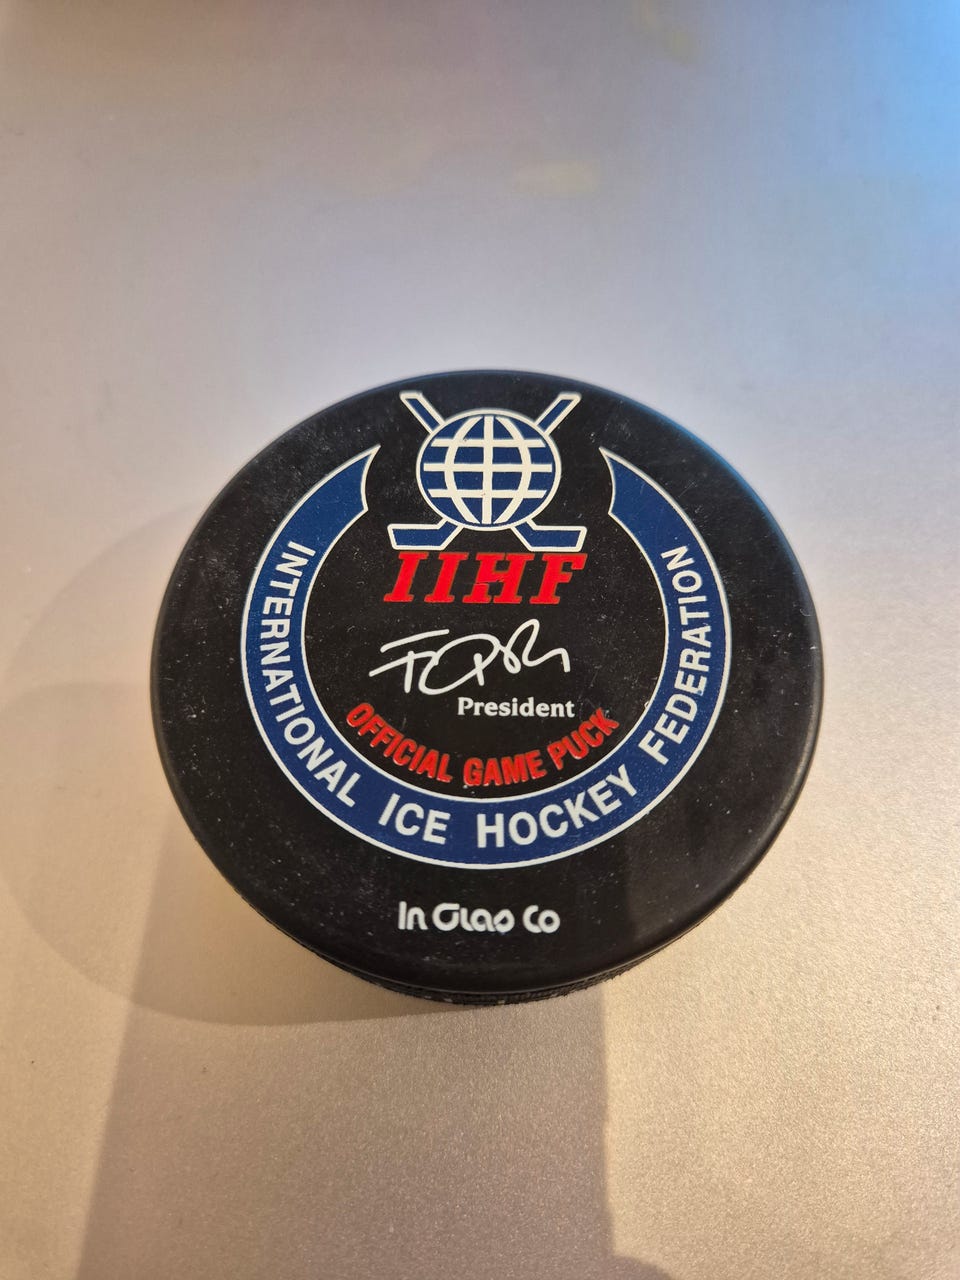 IIHF
President
OFFICIAL GAME PUCK
INTERNATIONAL ICE HOCKEY FEDERATION
In Glas Co